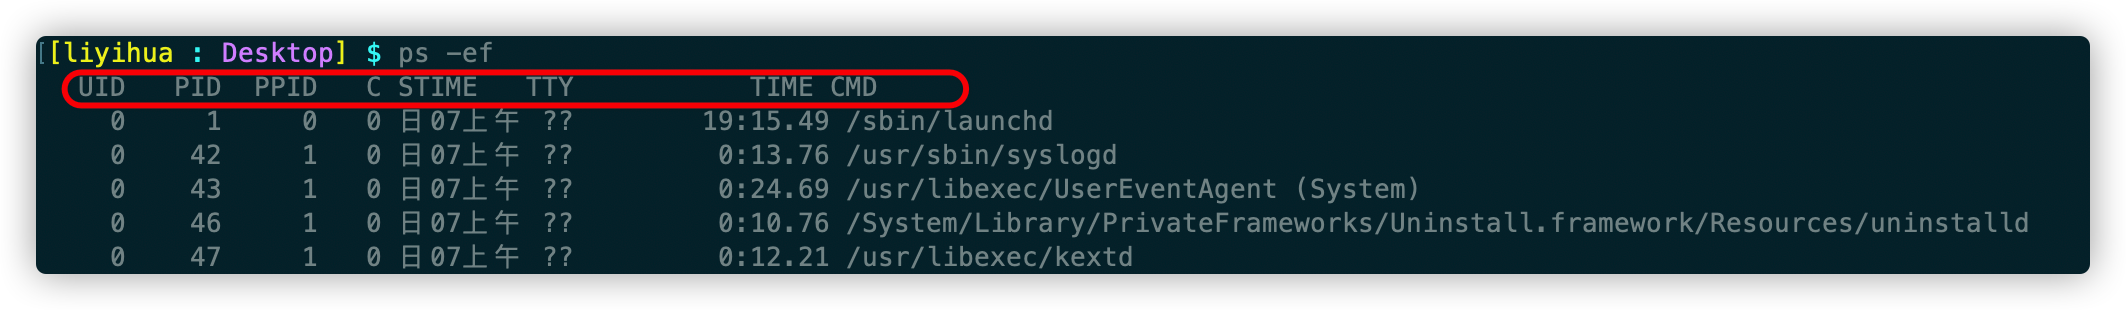 [[liyihua : Desktop] $ ps -ef
UID PID PPID C STIME TTY TIME CMD
0 1 0 0 日07上午 ?? 19:15.49 /sbin/launchd
0 42 1 0 日07上午 ?? 0:13.76 /usr/sbin/syslogd
0 43 1 0 日07上午 ?? 0:24.69 /usr/libexec/UserEventAgent (System)
0 46 1 0 日07上午 ?? 0:10.76 /System/Library/PrivateFrameworks/Uninstall.framework/Resources/uninstalld
0 47 1 0 日07上午 ?? 0:12.21 /usr/libexec/kextd